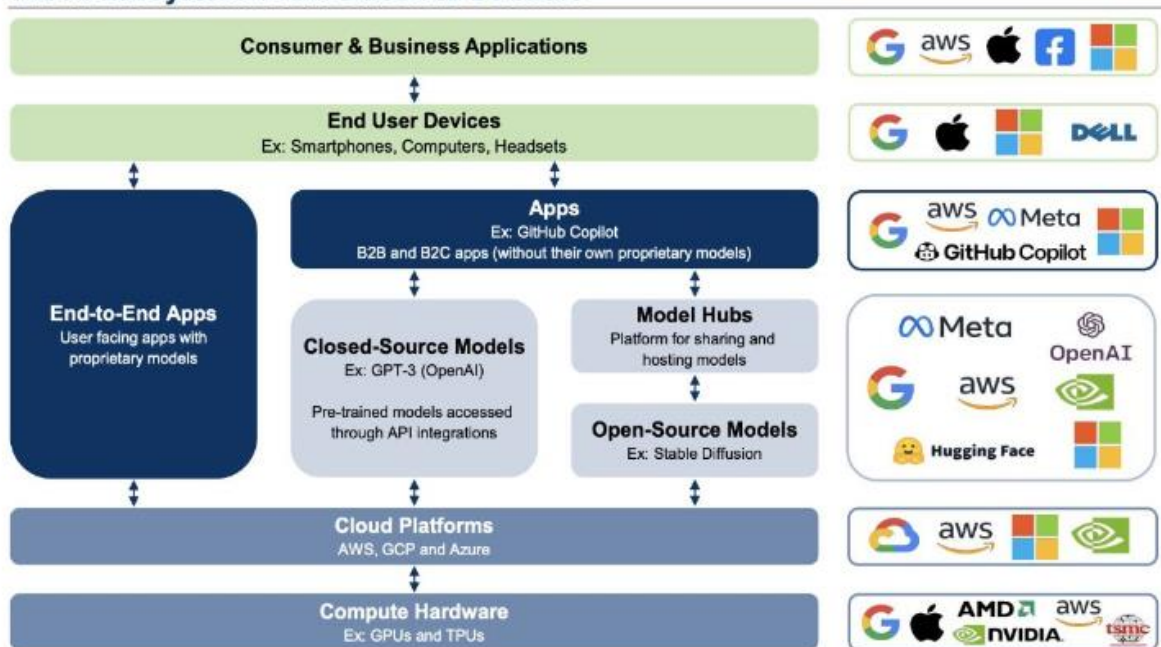 Consumer & Business Applications
aws
End User Devices
Ex: Smartphones, Computers, Headsets
DELL
Apps
Ex: GitHub Copilot
B2B and B2C apps (without their own proprietary models)
aws Meta
GitHub Copilot
End-to-End Apps
User facing apps with
proprietary models
Closed-Source Models
Ex: GPT-3 (OpenAI)
Pre-trained models accessed
through API integrations
Model Hubs
Platform for sharing and
hosting models
Open-Source Models
Ex: Stable Diffusion
Meta
OpenAI
aws
Hugging Face
Cloud Platforms
AWS, GCP and Azure
aws
Compute Hardware
Ex: GPUs and TPUs
AMD aws
NVIDIA. tsmc